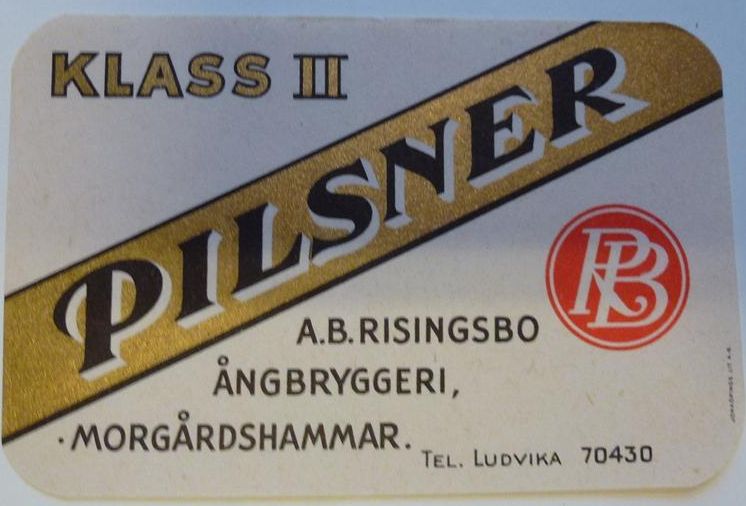 KLASS II
PILSNER
RB
A.B. RISINGSBO
ÅNGBRYGGERI,
·MORGÅRDSHAMMAR.
TEL. LUDVIKA 70430